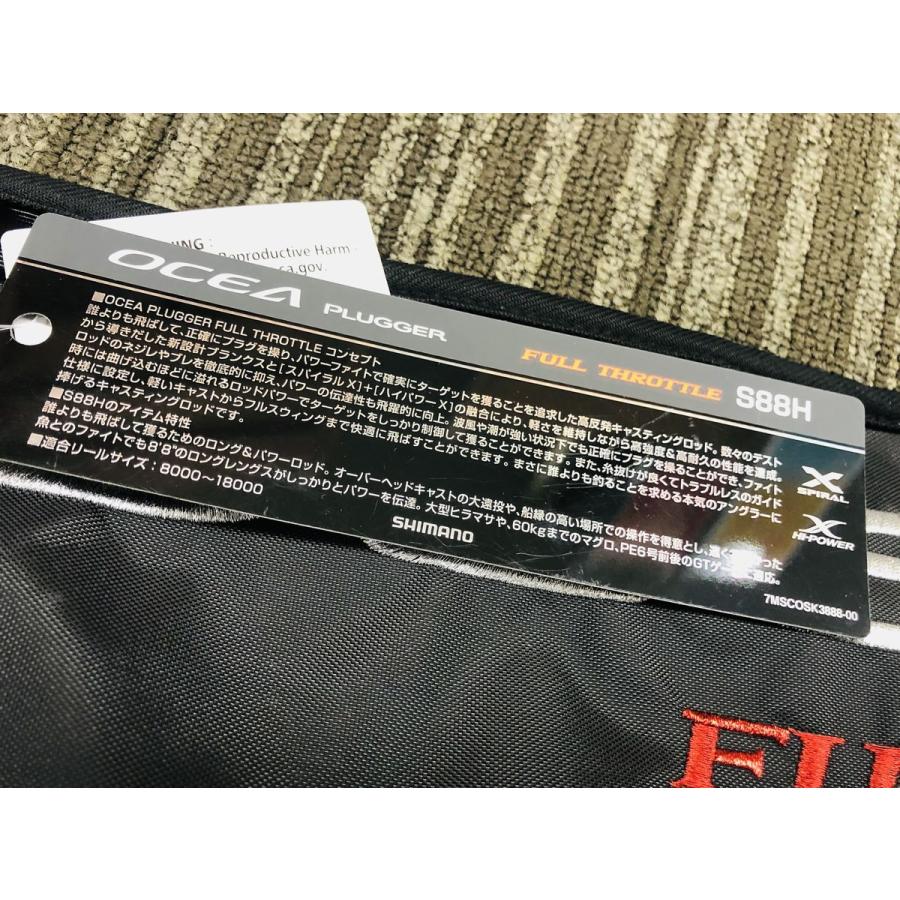 NING :
Reproductive Harm -
ca.gov.
OCEA PLUGGER FULL THROTTLE S88H
■OCEA PLUGGER FULL THROTTLE コンセプト
誰よりも飛ばして、正確にプラグを操り、パワーファイトで確実にターゲットを獲ることを追求した高反発キャスティングロッド。数々のテスト
から導きだした新設計ブランクスと[スパイラルX]+[ハイパワーX]の融合により、軽さを維持しながら高強度&高耐久の性能を達成。
ロッドのネジレやブレを徹底的に抑え、パワーの伝達性も飛躍的に向上。波風や潮が強い状況下でも正確にプラグを操ることができ、ファイト
時には曲げ込むほどに溢れるロッドパワーでターゲットをしっかり制御して獲ることができます。また、糸抜けが良くてトラブルレスのガイド
仕様に設定し、軽いキャストからフルスウィングまで快適に飛ばすことができます。まさに誰よりも釣ることを求める本気のアングラーに
捧げるキャスティングロッドです。
■S88Hのアイテム特性
誰よりも飛ばして獲るためのロング&パワーロッド。オーバーヘッドキャストの大遠投や、船縁の高い場所での操作を得意とし、遠く
った
魚とのファイトでも8'8"のロングレングスがしっかりとパワーを伝達。大型ヒラマサや、60kgまでのマグロ、PE6号前後のGTゲー
応。
■適合リールサイズ:8000〜18000
X
SPIRAL
X
HI-POWER
SHIMANO
7MSCOSK3888-00